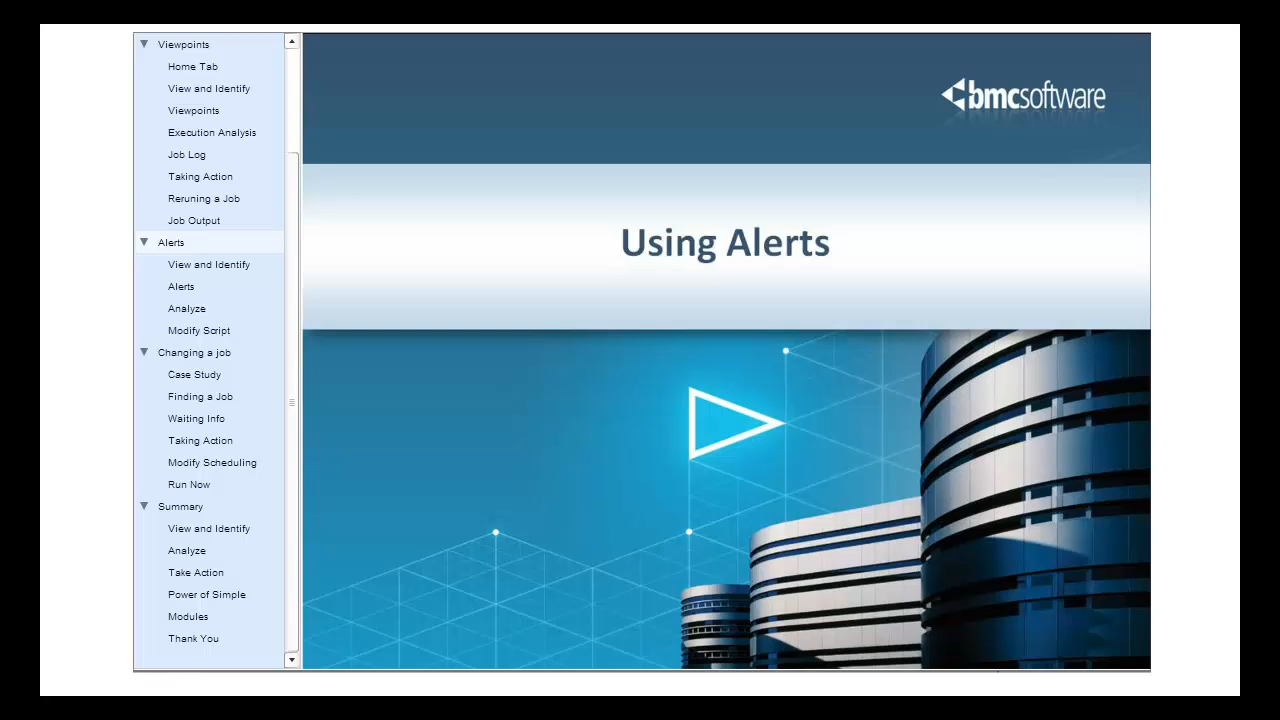 Viewpoints
Home Tab
View and Identify
Viewpoints
Execution Analysis
Job Log
Taking Action
Reruning a Job
Job Output
Alerts
View and Identify
Alerts
Analyze
Modify Script
Changing a job
Case Study
Finding a Job
Waiting Info
Taking Action
Modify Scheduling
Run Now
Summary
View and Identify
Analyze
Take Action
Power of Simple
Modules
Thank You
bmcsoftware
Using Alerts